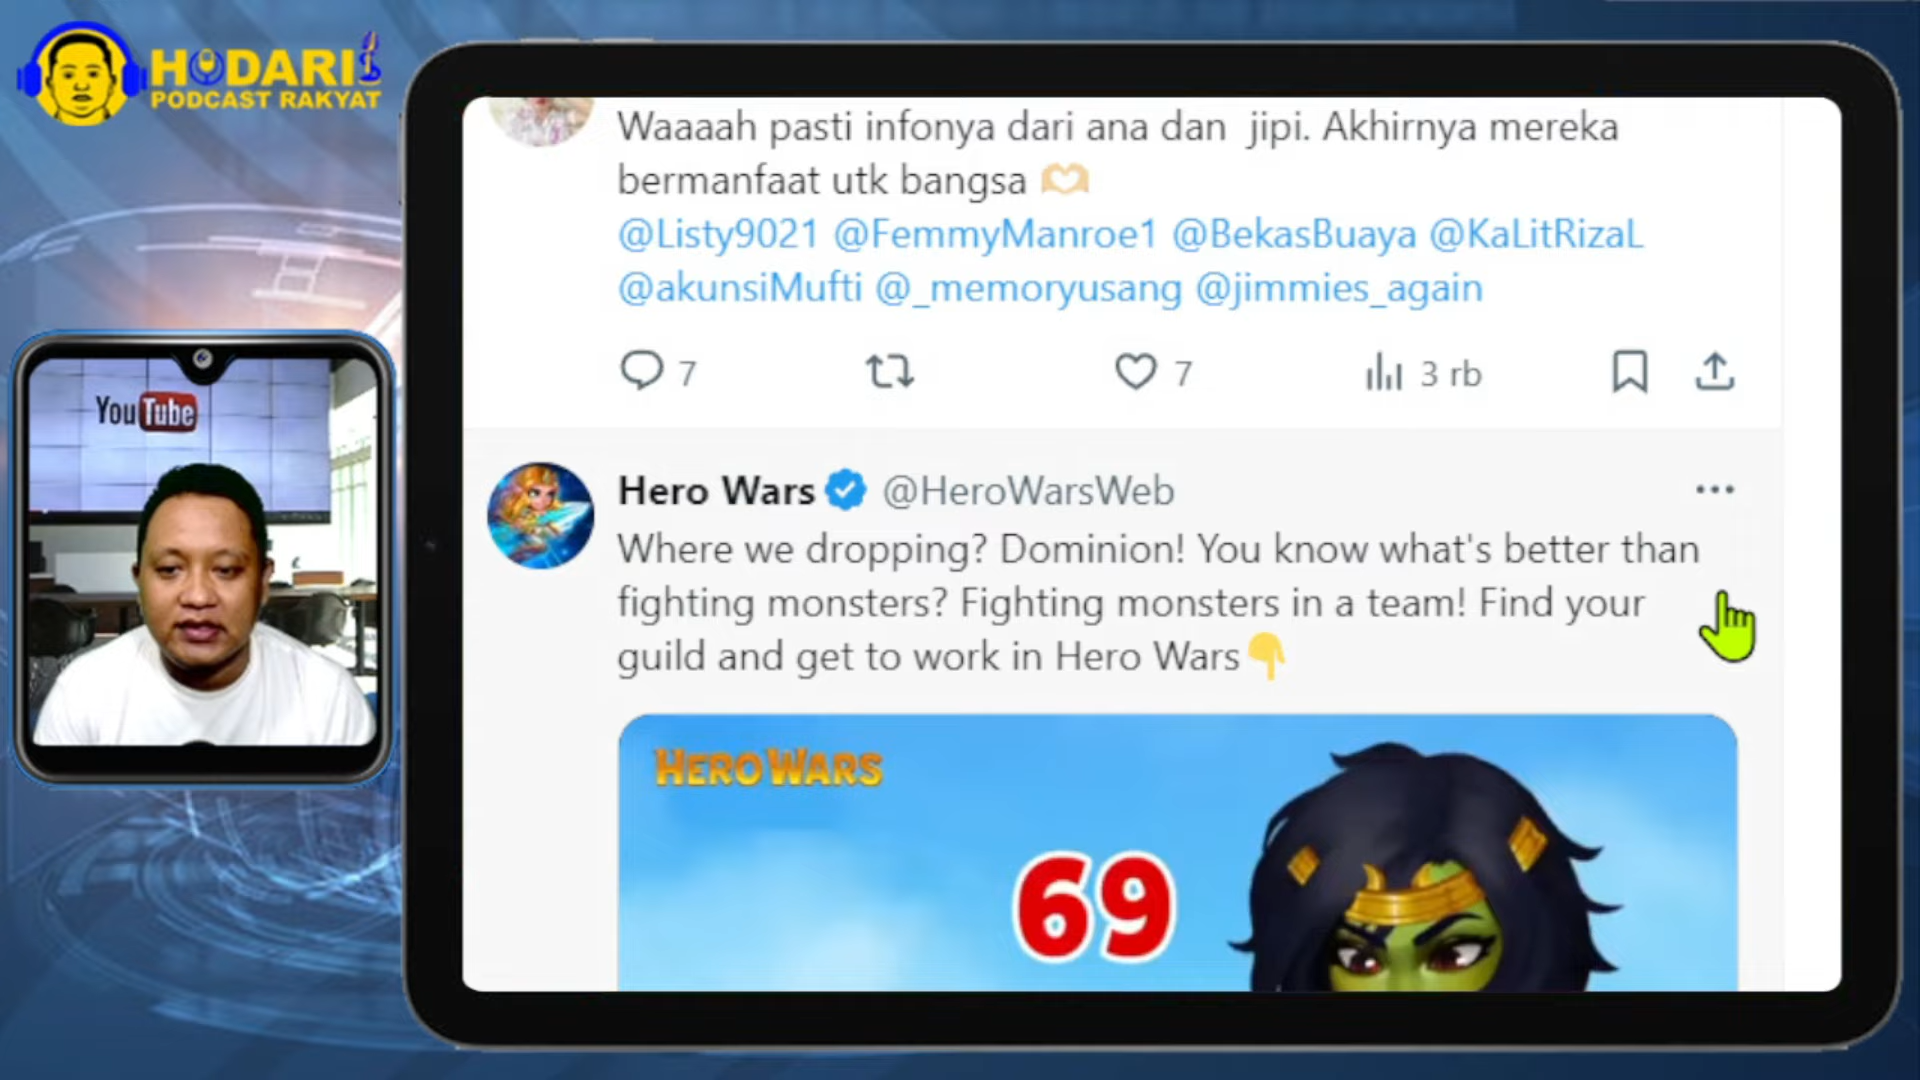 HODARI
PODCAST RAKYAT
YouTube
Waaaah pasti infonya dari ana dan jipi. Akhirnya mereka
bermanfaat utk bangsa 🫶🏻
@Listy9021 @FemmyManroe1 @BekasBuaya @KaLitRizaL
@akunsiMufti @_memoryusang @jimmies_again
7 7 3 rb
Hero Wars @HeroWarsWeb
Where we dropping? Dominion! You know what's better than
fighting monsters? Fighting monsters in a team! Find your
guild and get to work in Hero Wars👇
HERO WARS
69